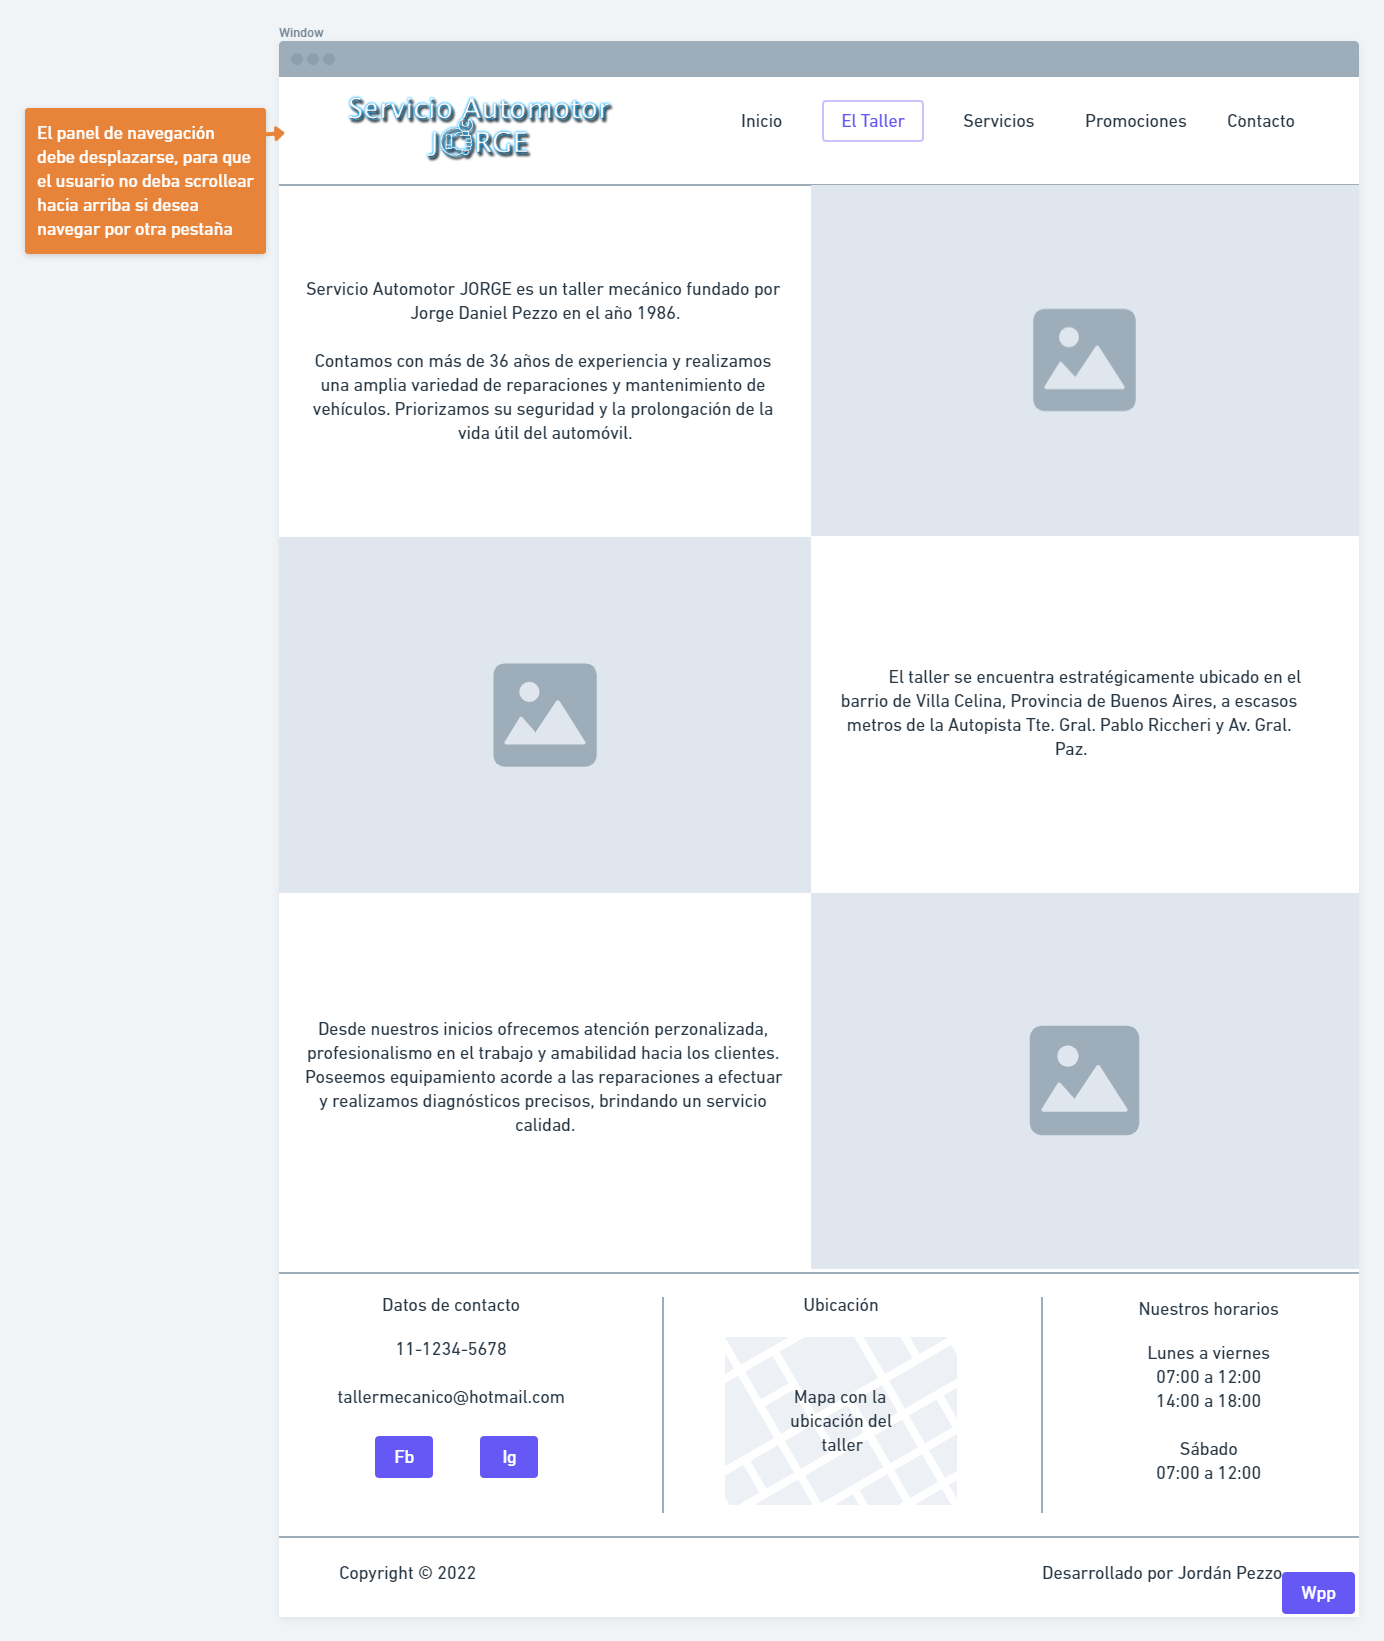 Window
Servicio Automotor
JORGE
Inicio
El Taller
Servicios
Promociones
Contacto
El panel de navegación
debe desplazarse, para que
el usuario no deba scrollear
hacia arriba si desea
navegar por otra pestaña
Servicio Automotor JORGE es un taller mecánico fundado por
Jorge Daniel Pezzo en el año 1986.
Contamos con más de 36 años de experiencia y realizamos
una amplia variedad de reparaciones y mantenimiento de
vehículos. Priorizamos su seguridad y la prolongación de la
vida útil del automóvil.
El taller se encuentra estratégicamente ubicado en el
barrio de Villa Celina, Provincia de Buenos Aires, a escasos
metros de la Autopista Tte. Gral. Pablo Riccheri y Av. Gral.
Paz.
Desde nuestros inicios ofrecemos atención perzonalizada,
profesionalismo en el trabajo y amabilidad hacia los clientes.
Poseemos equipamiento acorde a las reparaciones a efectuar
y realizamos diagnósticos precisos, brindando un servicio
calidad.
Datos de contacto
11-1234-5678
tallermecanico@hotmail.com
Fb
Ig
Ubicación
Mapa con la
ubicación del
taller
Nuestros horarios
Lunes a viernes
07:00 a 12:00
14:00 a 18:00
Sábado
07:00 a 12:00
Copyright © 2022
Desarrollado por Jordán Pezzo
Wpp